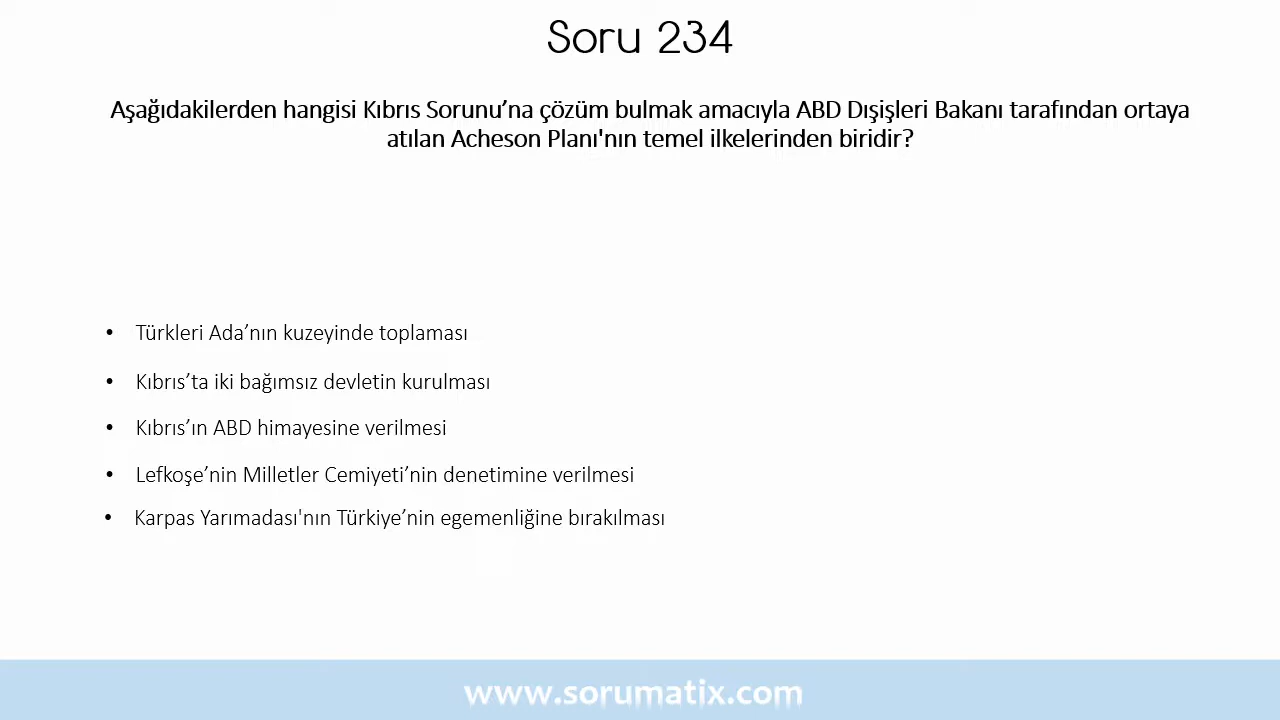 Soru 234
Aşağıdakilerden hangisi Kıbrıs Sorunu’na çözüm bulmak amacıyla ABD Dışişleri Bakanı tarafından ortaya
atılan Acheson Planı'nın temel ilkelerinden biridir?
• Türkleri Ada’nın kuzeyinde toplaması
• Kıbrıs’ta iki bağımsız devletin kurulması
• Kıbrıs’ın ABD himayesine verilmesi
• Lefkoşe’nin Milletler Cemiyeti’nin denetimine verilmesi
• Karpas Yarımadası'nın Türkiye’nin egemenliğine bırakılması
www.sorumatix.com